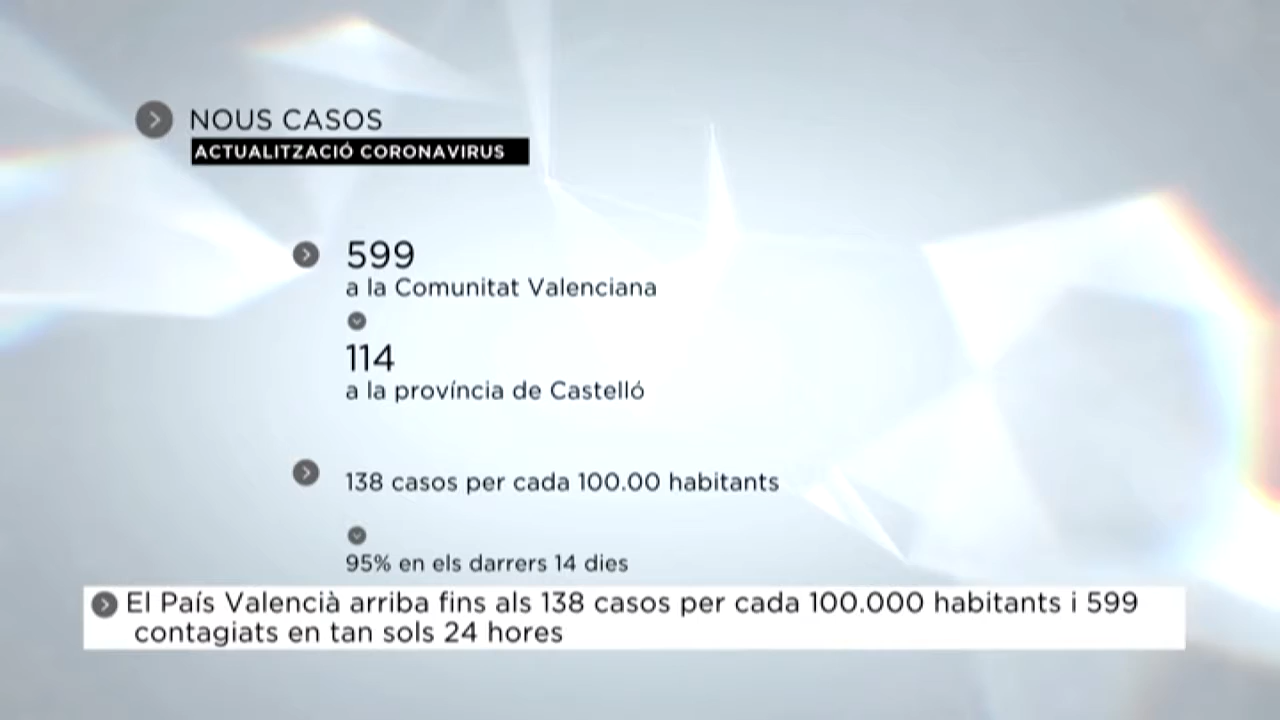 NOUS CASOS
ACTUALITZACIÓ CORONAVIRUS
599
a la Comunitat Valenciana
114
a la província de Castelló
138 casos per cada 100.00 habitants
95% en els darrers 14 dies
El País Valencià arriba fins als 138 casos per cada 100.000 habitants i 599
contagiats en tan sols 24 hores